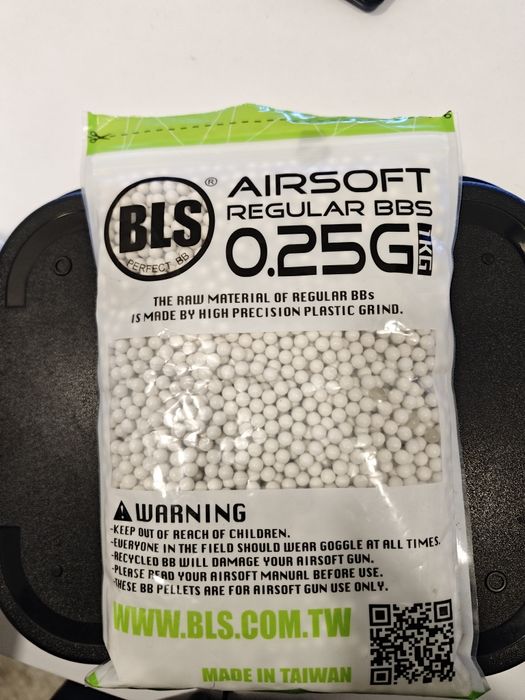 BLS®
PERFECT BB
AIRSOFT
REGULAR BBS
0.25G 1KG
THE RAW MATERIAL OF REGULAR BBs
IS MADE BY HIGH PRECISION PLASTIC GRIND.
WARNING
-KEEP OUT OF REACH OF CHILDREN.
-EVERYONE IN THE FIELD SHOULD WEAR GOGGLE AT ALL TIMES.
-RECYCLED BB WILL DAMAGE YOUR AIRSOFT GUN.
-PLEASE READ YOUR AIRSOFT MANUAL BEFORE USE.
-THESE BB PELLETS ARE FOR AIRSOFT GUN USE ONLY.
WWW.BLS.COM.TW
MADE IN TAIWAN